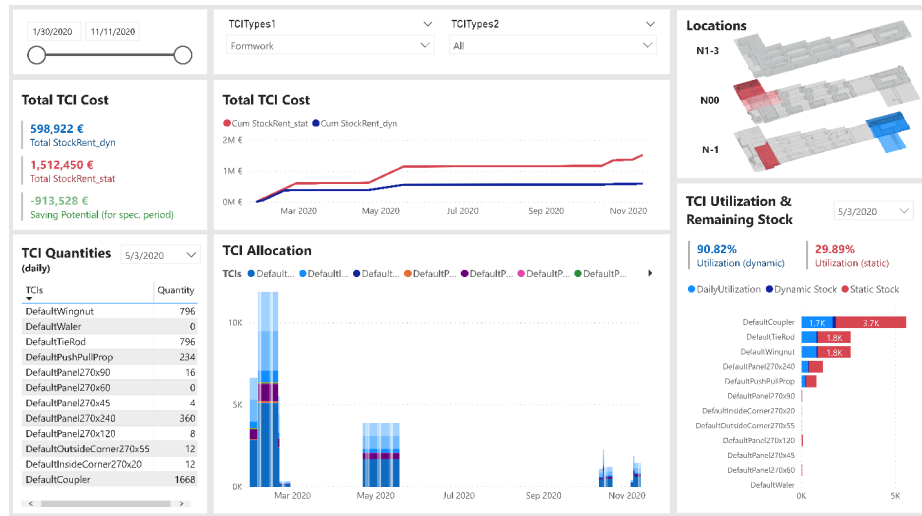 1/30/2020
11/11/2020
TCITypes1
TCITypes2
Formwork
All
Locations
N1-3
N00
N-1
Total TCI Cost
598,922 €
Total StockRent_dyn
1,512,450 €
Total StockRent_stat
-913,528 €
Saving Potential (for spec. period)
Total TCI Cost
Cum StockRent_stat
Cum StockRent_dyn
2M €
1M €
0M €
Mar 2020
May 2020
Jul 2020
Sep 2020
Nov 2020
TCI Utilization &
Remaining Stock
5/3/2020
90.82%
Utilization (dynamic)
29.89%
Utilization (static)
DailyUtilization
Dynamic Stock
Static Stock
DefaultCoupler
1.7K
3.7K
DefaultTieRod
1.8K
DefaultWingnut
1.8K
DefaultPanel270x240
DefaultPushPullProp
DefaultPanel270x90
DefaultInsideCorner270x20
DefaultOutsideCorner270x55
DefaultPanel270x120
DefaultPanel270x45
DefaultPanel270x60
DefaultWaler
0K
5K
TCI Quantities
(daily)
5/3/2020
TCIs
Quantity
DefaultWingnut 796
DefaultWaler 0
DefaultTieRod 796
DefaultPushPullProp 234
DefaultPanel270x90 16
DefaultPanel270x60 0
DefaultPanel270x45 4
DefaultPanel270x240 360
DefaultPanel270x120 8
DefaultOutsideCorner270x55 12
DefaultInsideCorner270x20 12
DefaultCoupler 1668
TCI Allocation
TCIs
Default...
DefaultI...
Default...
DefaultP...
DefaultP...
DefaultP...
DefaultP...
10K
5K
0K
Mar 2020
May 2020
Jul 2020
Sep 2020
Nov 2020